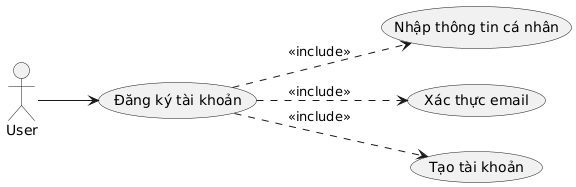 Nhập thông tin cá nhân
«include»
Đăng ký tài khoản
«include»
Xác thực email
User
«include»
Tạo tài khoản